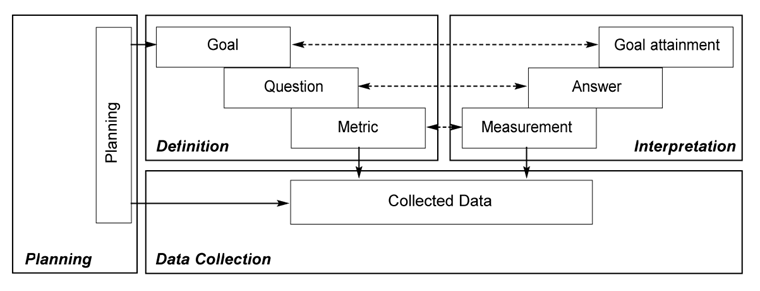 Goal
Goal attainment
Question
Answer
Metric
Measurement
Planning
Definition
Interpretation
Collected Data
Planning
Data Collection